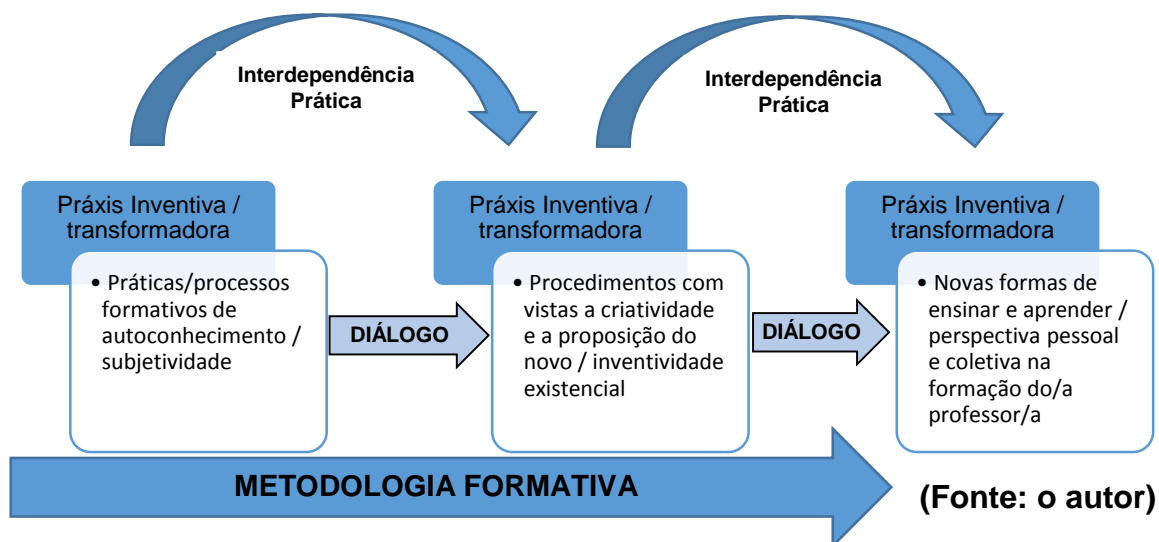 Interdependência
Prática
Interdependência
Prática
Práxis Inventiva /
transformadora
• Práticas/processos
formativos de
autoconhecimento /
subjetividade
DIÁLOGO
Práxis Inventiva /
transformadora
• Procedimentos com
vistas a criatividade
e a proposição do
novo / inventividade
existencial
DIÁLOGO
Práxis Inventiva /
transformadora
• Novas formas de
ensinar e aprender /
perspectiva pessoal
e coletiva na
formação do/a
professor/a
METODOLOGIA FORMATIVA
(Fonte: o autor)